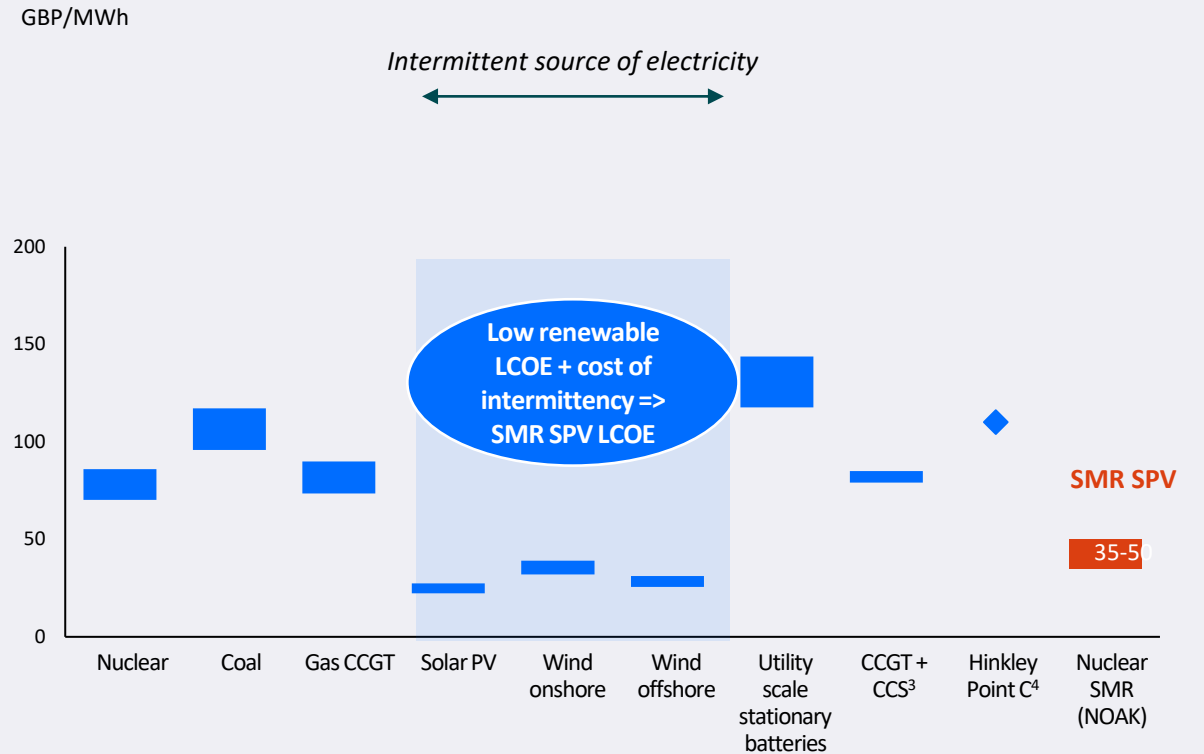 GBP/MWh
Intermittent source of electricity
200
150
100
50
0
Low renewable
LCOE + cost of
intermittency =>
SMR SPV LCOE
SMR SPV
35-50
Nuclear
Coal
Gas CCGT
Solar PV
Wind
onshore
Wind
offshore
Utility
scale
stationary
batteries
CCGT +
CCS³
Hinkley
Point C⁴
Nuclear
SMR
(NOAK)